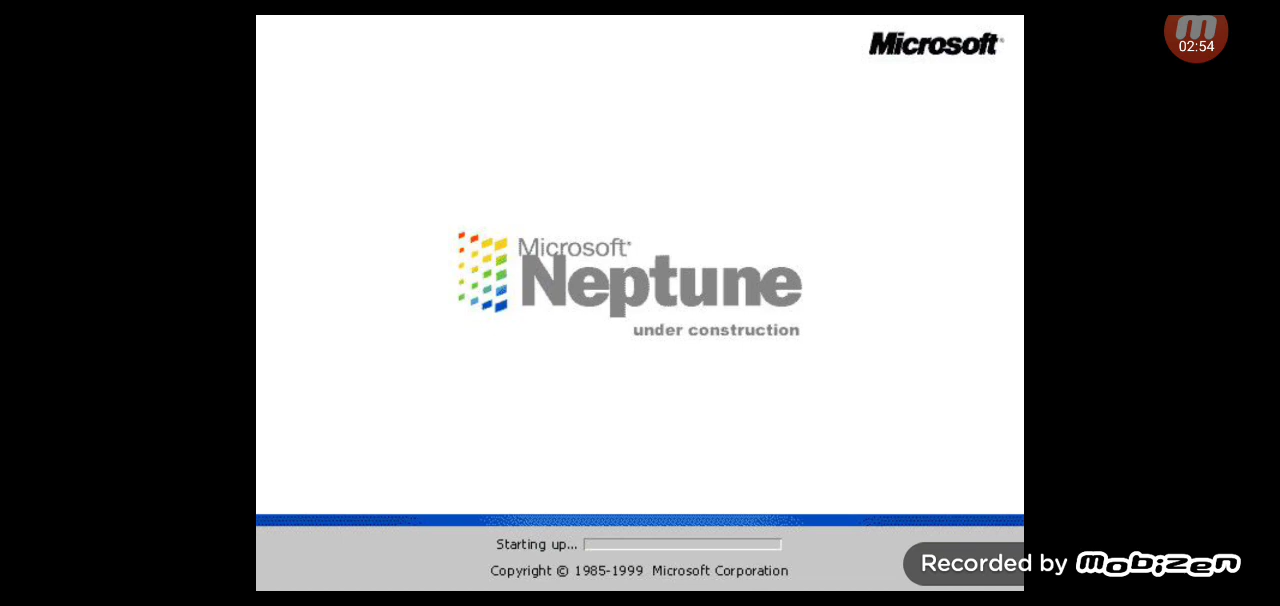 Microsoft
02:54
Microsoft
Neptune
under construction
Starting up...
Copyright © 1985-1999 Microsoft Corporation
Recorded by mobizen